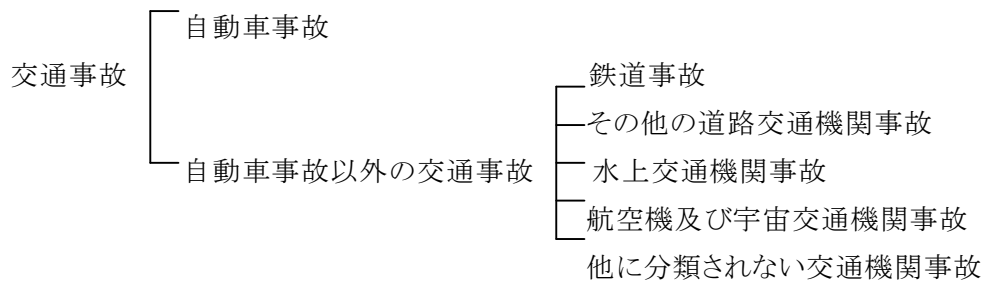 自動車事故
交通事故
鉄道事故
その他の道路交通機関事故
自動車事故以外の交通事故
水上交通機関事故
航空機及び宇宙交通機関事故
他に分類されない交通機関事故